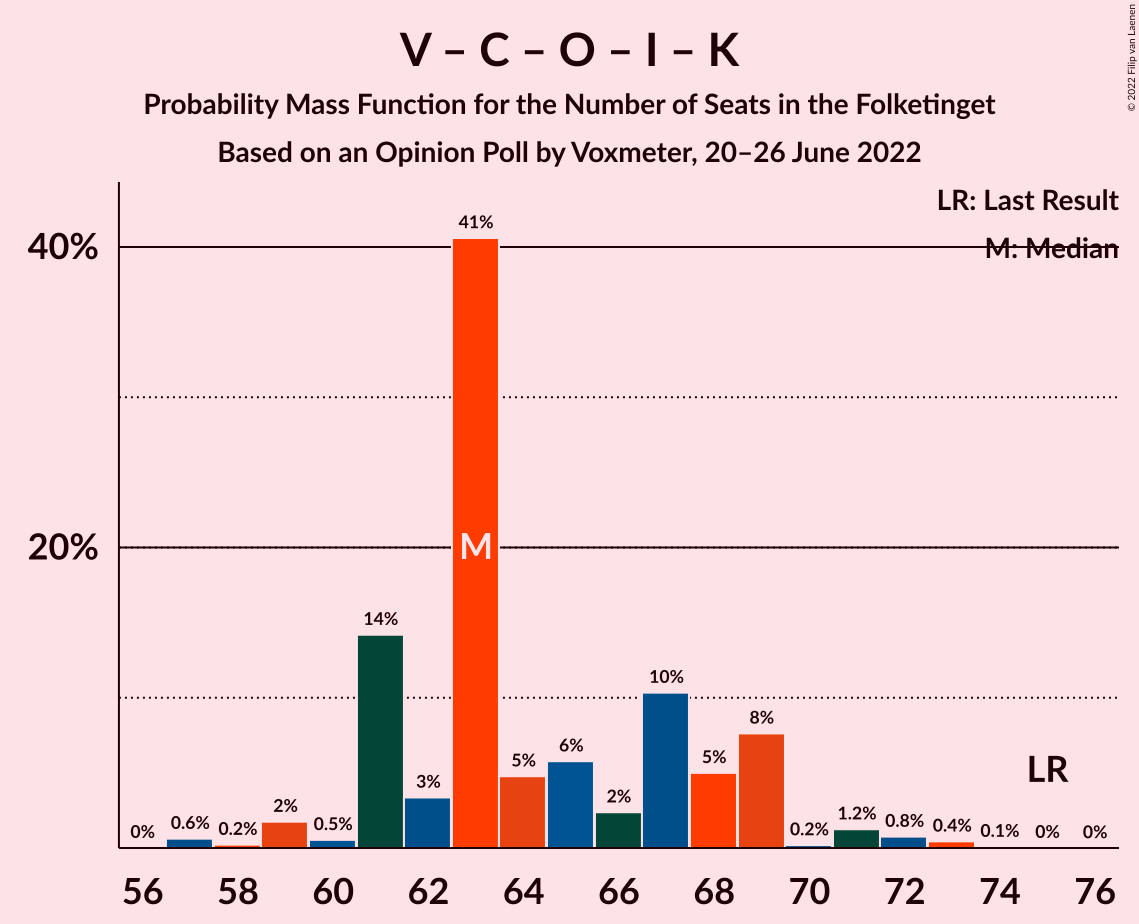 V – C – O – I – K
Probability Mass Function for the Number of Seats in the Folketinget
Based on an Opinion Poll by Voxmeter, 20–26 June 2022
© 2022 Filip van Laenen
LR: Last Result
M: Median
40%
20%
0%
0.6%
0.2%
2%
0.5%
14%
3%
41%
M
5%
6%
2%
10%
5%
8%
0.2%
1.2%
0.8%
0.4%
0.1%
0%
0%
LR
56 58 60 62 64 66 68 70 72 74 76